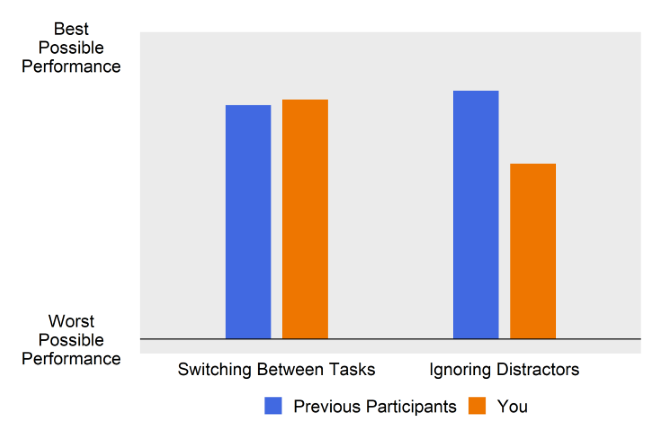 Best
Possible
Performance
Worst
Possible
Performance
Switching Between Tasks
Ignoring Distractors
Previous Participants
You